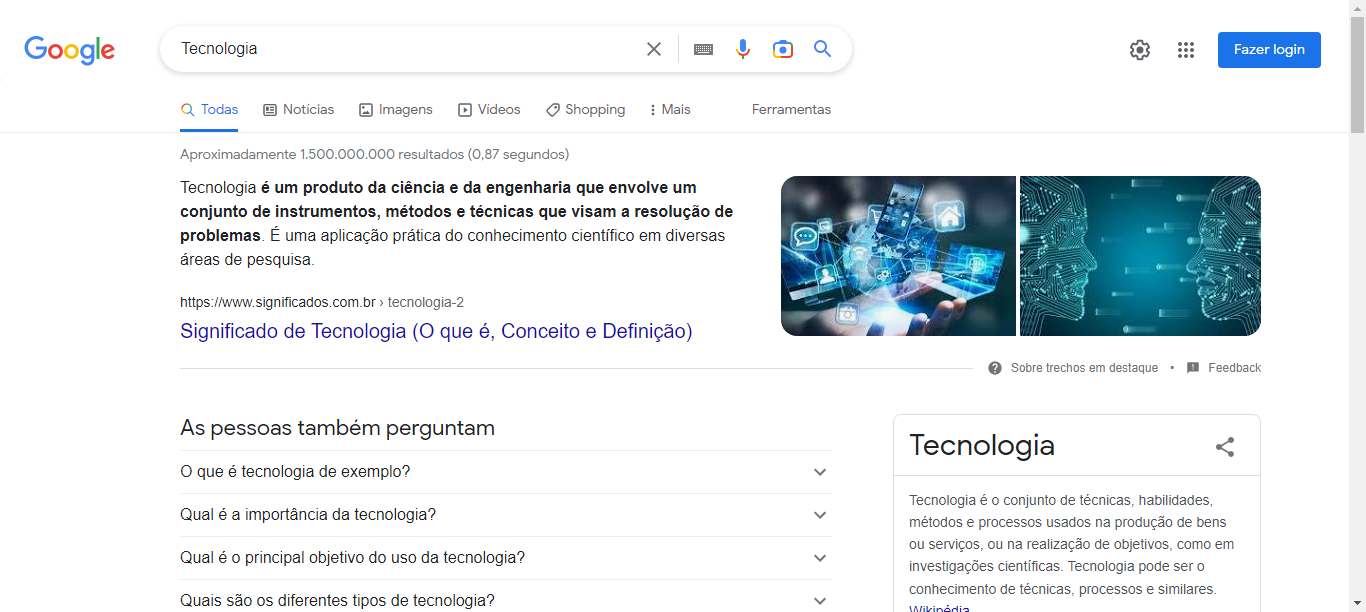 Google
Tecnologia
Fazer login
Todas
Notícias
Imagens
Vídeos
Shopping
Mais
Ferramentas
Aproximadamente 1.500.000.000 resultados (0,87 segundos)
Tecnologia é um produto da ciência e da engenharia que envolve um
conjunto de instrumentos, métodos e técnicas que visam a resolução de
problemas. É uma aplicação prática do conhecimento científico em diversas
áreas de pesquisa.
https://www.significados.com.br › tecnologia-2
Significado de Tecnologia (O que é, Conceito e Definição)
Sobre trechos em destaque • Feedback
As pessoas também perguntam
O que é tecnologia de exemplo?
Qual é a importância da tecnologia?
Qual é o principal objetivo do uso da tecnologia?
Quais são os diferentes tipos de tecnologia?
Tecnologia
Tecnologia é o conjunto de técnicas, habilidades,
métodos e processos usados na produção de bens
ou serviços, ou na realização de objetivos, como em
investigações científicas. Tecnologia pode ser o
conhecimento de técnicas, processos e similares.
Wikipédia